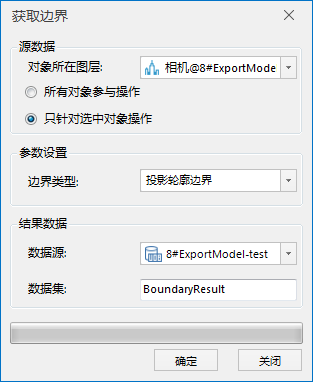 获取边界
源数据
对象所在图层: 相机@8#ExportMode
所有对象参与操作
只针对选中对象操作
参数设置
边界类型: 投影轮廓边界
结果数据
数据源: 8#ExportModel-test
数据集: BoundaryResult
确定 关闭